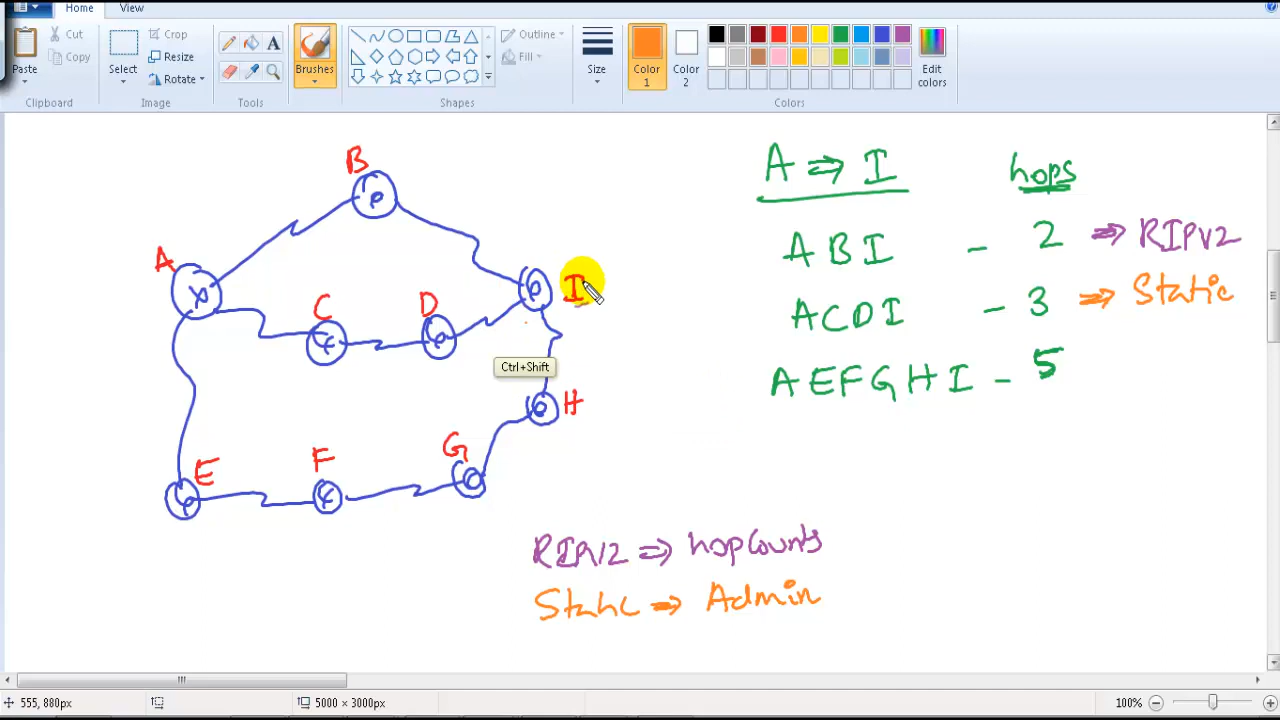 Home View
Paste Cut Copy Select Crop Resize Rotate Brushes Outline Fill Size Color 1 Color 2 Edit colors
Clipboard Image Tools Shapes Colors
B
A
C
D
I
E
F
G
H
Ctrl+Shift
A ⇒ I hops
ABI - 2 ⇒ RIPV2
ACDI - 3 ⇒ Static
AEFGHI - 5
RIPV2 ⇒ hopCounts
Static ⇒ Admin
555, 880px 5000 × 3000px 100%